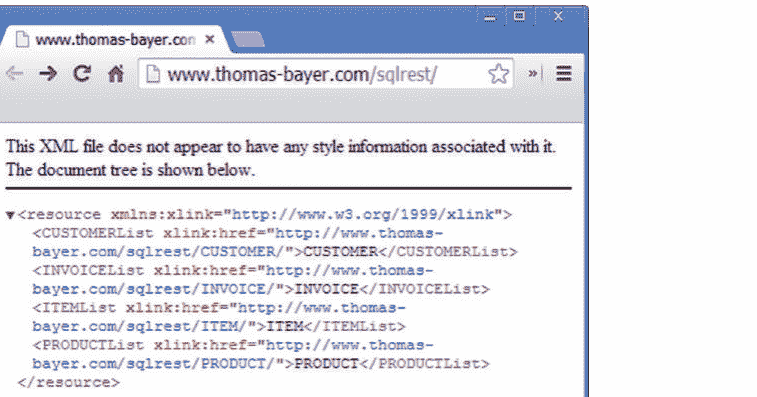 www.thomas-bayer.con
www.thomas-bayer.com/sqlrest/
This XML file does not appear to have any style information associated with it.
The document tree is shown below.
▼<resource xmlns:xlink="http://www.w3.org/1999/xlink">
<CUSTOMERList xlink:href="http://www.thomas-
bayer.com/sqlrest/CUSTOMER/">CUSTOMER</CUSTOMERList>
<INVOICEList xlink:href="http://www.thomas-
bayer.com/sqlrest/INVOICE/">INVOICE</INVOICEList>
<ITEMList xlink:href="http://www.thomas-
bayer.com/sqlrest/ITEM/">ITEM</ITEMList>
<PRODUCTList xlink:href="http://www.thomas-
bayer.com/sqlrest/PRODUCT/">PRODUCT</PRODUCTList>
</resource>